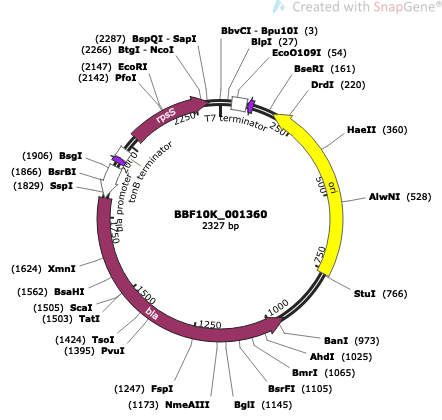 Created with SnapGene®
BspQI - SapI (2287)
BtgI - NcoI (2266)
EcoRI (2147)
PfoI (2142)
BbvCI - Bpu10I (3)
BlpI (27)
EcoO109I (54)
BseRI (161)
DrdI (220)
HaeII (360)
AlwNI (528)
StuI (766)
BanI (973)
AhdI (1025)
BmrI (1065)
BsrFI (1105)
BglI (1145)
NmeAIII (1173)
FspI (1247)
PvuI (1395)
TsoI (1424)
TatI (1503)
ScaI (1505)
BsaHI (1562)
XmnI (1624)
SspI (1829)
BsrBI (1866)
BsgI (1906)
rpsS
T7 terminator
tonB terminator
bla promoter
ori
bla
250
500
750
1000
1250
1500
1750
2000
2250
BBF10K_001360
2327 bp